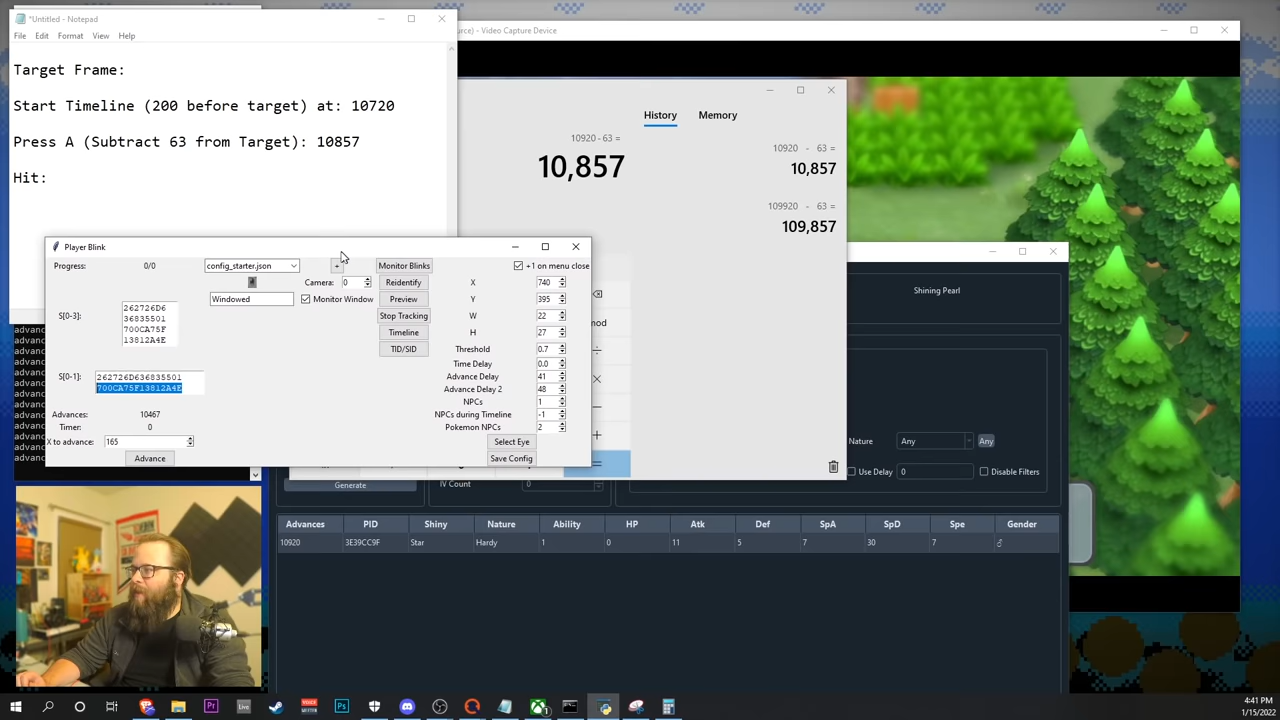 *Untitled - Notepad
File Edit Format View Help
Target Frame:
Start Timeline (200 before target) at: 10720
Press A (Subtract 63 from Target): 10857
Hit:
Video Capture Device
History Memory
10920 - 63 =
10,857
10920 - 63 =
10,857
109920 - 63 =
109,857
Player Blink
Progress: 0/0 config_starter.json + Monitor Blinks +1 on menu close
Camera: 0 Reidentify X 740
Windowed Monitor Window Preview Y 395
S[0-3]: 262726D6
36835501
700CA75F
13812A4E
Stop Tracking W 22
Timeline H 27
TID/SID Threshold 0.7
Time Delay 0.0
S[0-1]: 262726D636835501
700CA75F13812A4E
Advance Delay 41
Advance Delay 2 48
NPCs 1
Advances: 10467 NPCs during Timeline -1
Timer: 0 Pokemon NPCs 2
X to advance: 165 Select Eye
Advance Save Config
mod
Shining Pearl
Nature Any Any
Use Delay 0 Disable Filters
Generate IV Count 0
Advances PID Shiny Nature Ability HP Atk Def SpA SpD Spe Gender
10920 3E39CC9F Star Hardy 1 0 11 5 7 30 7 ♂
4:41 PM
1/15/2022